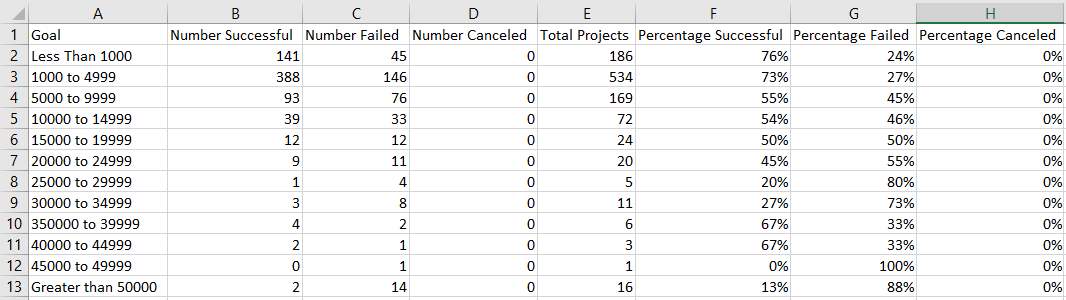 A B C D E F G H
1 Goal Number Successful Number Failed Number Canceled Total Projects Percentage Successful Percentage Failed Percentage Canceled
2 Less Than 1000 141 45 0 186 76% 24% 0%
3 1000 to 4999 388 146 0 534 73% 27% 0%
4 5000 to 9999 93 76 0 169 55% 45% 0%
5 10000 to 14999 39 33 0 72 54% 46% 0%
6 15000 to 19999 12 12 0 24 50% 50% 0%
7 20000 to 24999 9 11 0 20 45% 55% 0%
8 25000 to 29999 1 4 0 5 20% 80% 0%
9 30000 to 34999 3 8 0 11 27% 73% 0%
10 350000 to 39999 4 2 0 6 67% 33% 0%
11 40000 to 44999 2 1 0 3 67% 33% 0%
12 45000 to 49999 0 1 0 1 0% 100% 0%
13 Greater than 50000 2 14 0 16 13% 88% 0%